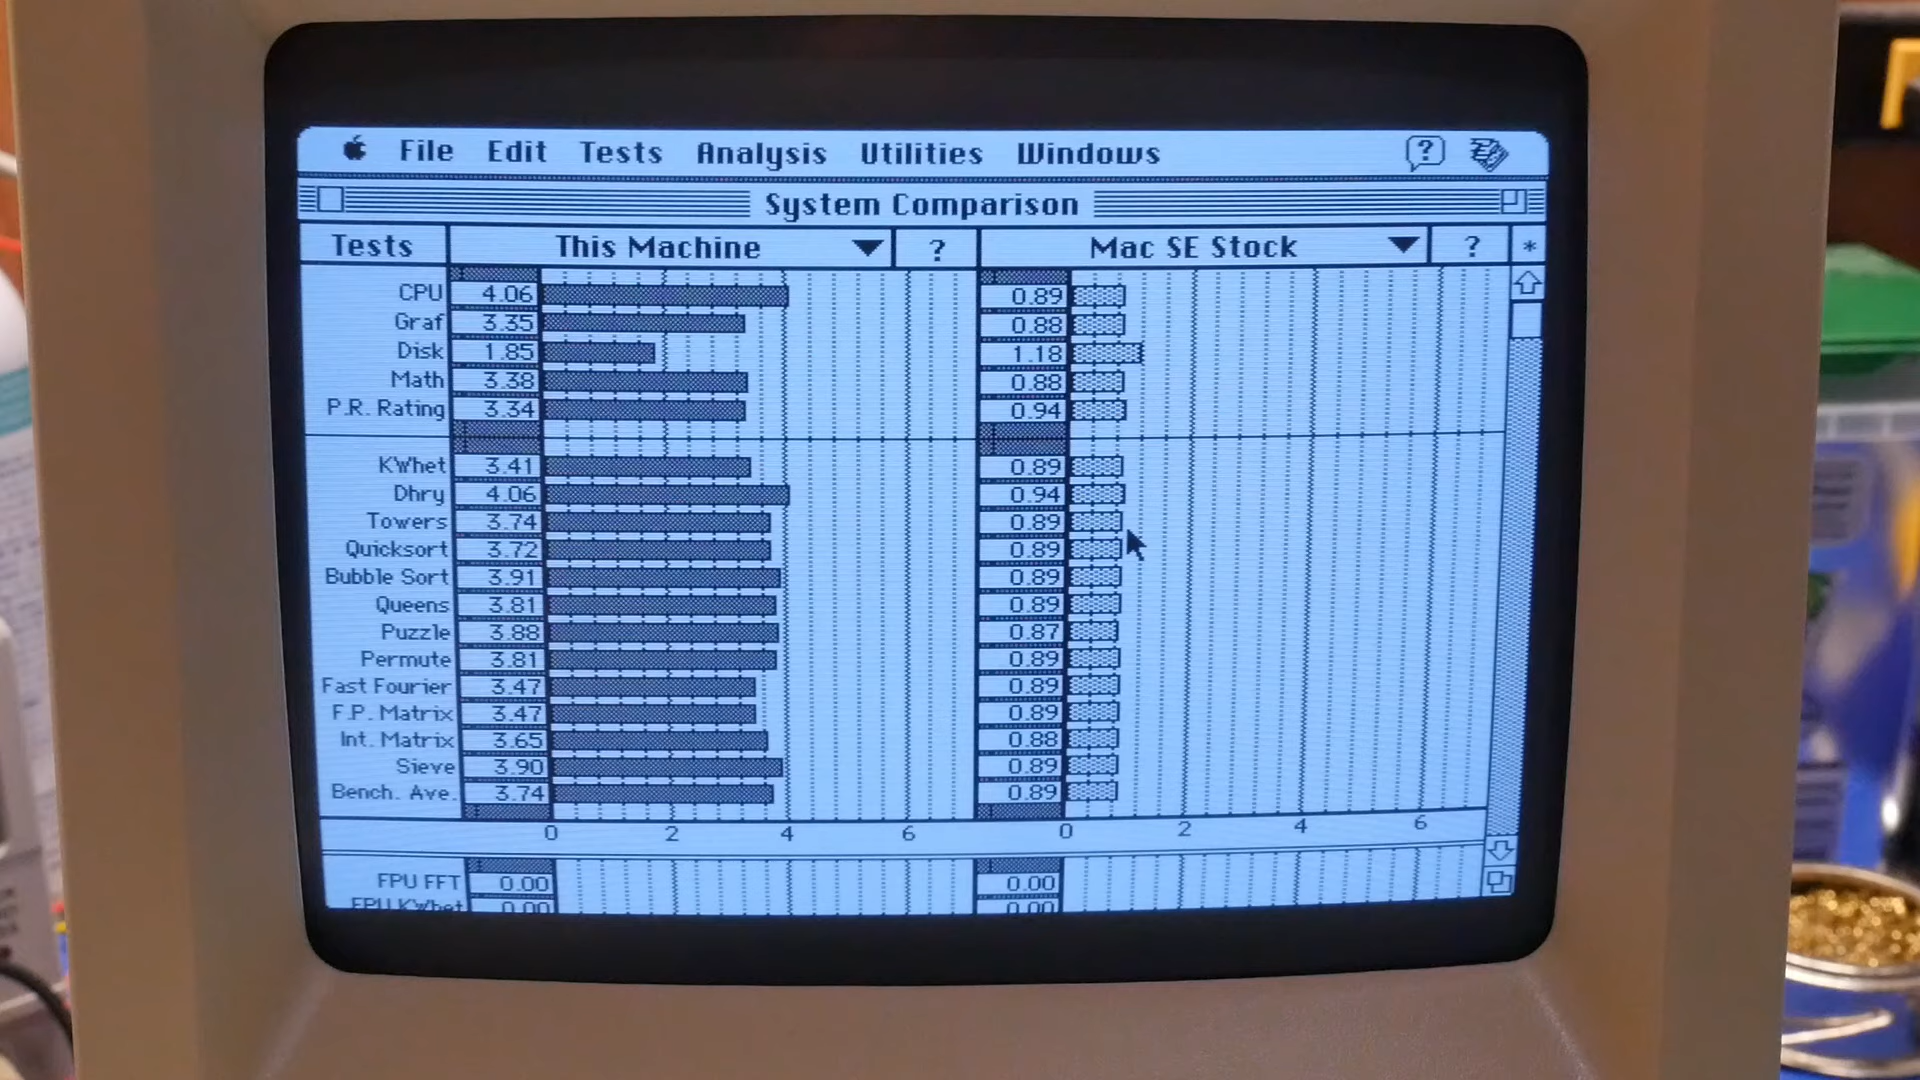 File Edit Tests Analysis Utilities Windows ?
System Comparison
Tests This Machine ? Mac SE Stock ? *
CPU 4.06 0.89
Graf 3.35 0.88
Disk 1.85 1.18
Math 3.38 0.88
P.R. Rating 3.34 0.94
KWhet 3.41 0.89
Dhry 4.06 0.94
Towers 3.74 0.89
Quicksort 3.72 0.89
Bubble Sort 3.91 0.89
Queens 3.81 0.89
Puzzle 3.88 0.87
Permute 3.81 0.89
Fast Fourier 3.47 0.89
F.P. Matrix 3.47 0.89
Int. Matrix 3.65 0.88
Sieve 3.90 0.89
Bench. Ave. 3.74 0.89
0 2 4 6 0 2 4 6
FPU FFT 0.00 0.00
FPU KWhet 0.00 0.00